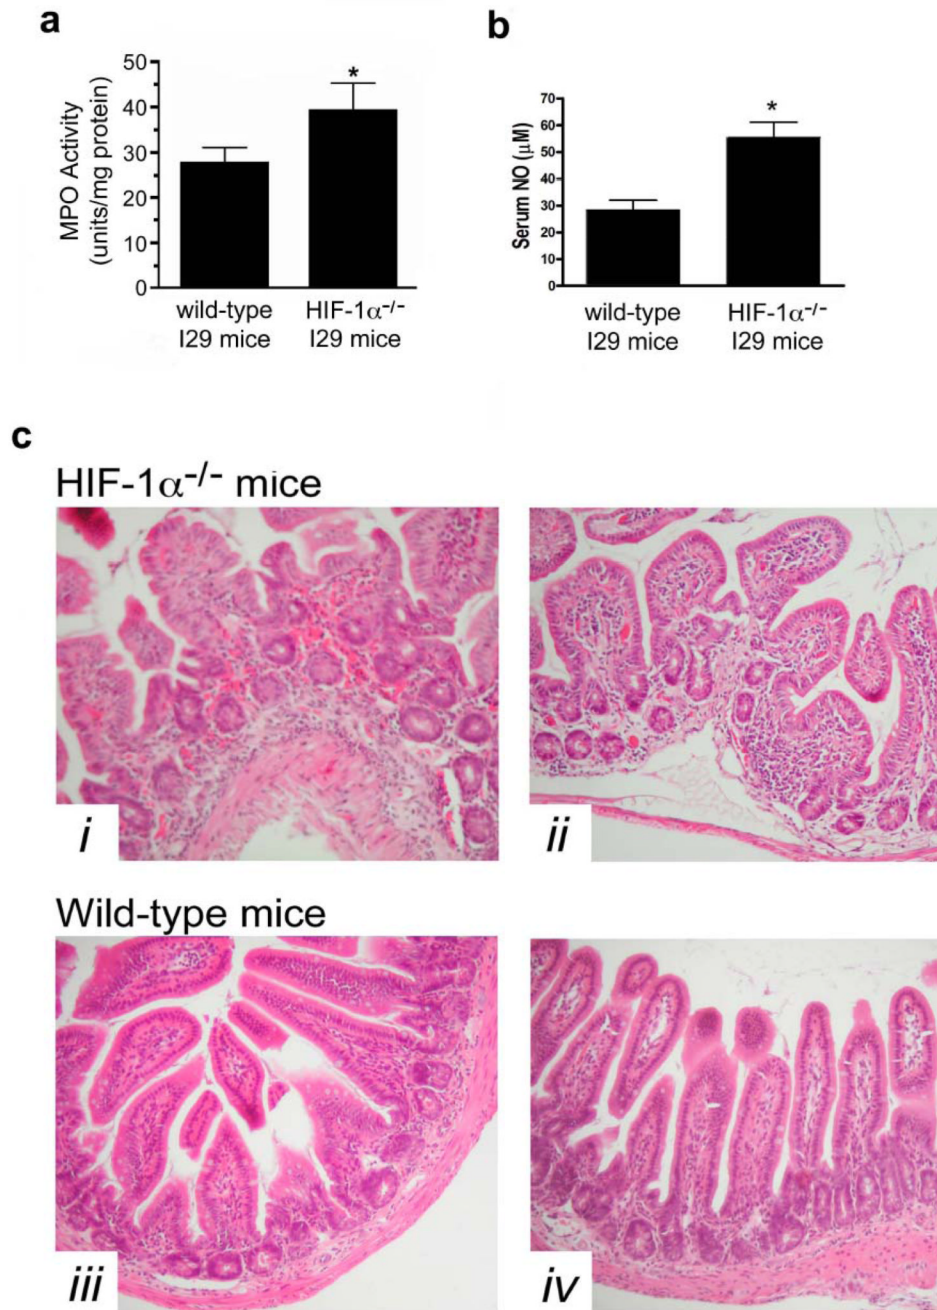 a
MPO Activity
(units/mg protein)
50
40
30
20
10
0
*
wild-type
I29 mice
HIF-1α-/-
I29 mice
b
Serum NO (μM)
70
60
50
40
30
20
10
0
*
wild-type
I29 mice
HIF-1α-/-
I29 mice
c
HIF-1α-/- mice
i
ii
Wild-type mice
iii
iv